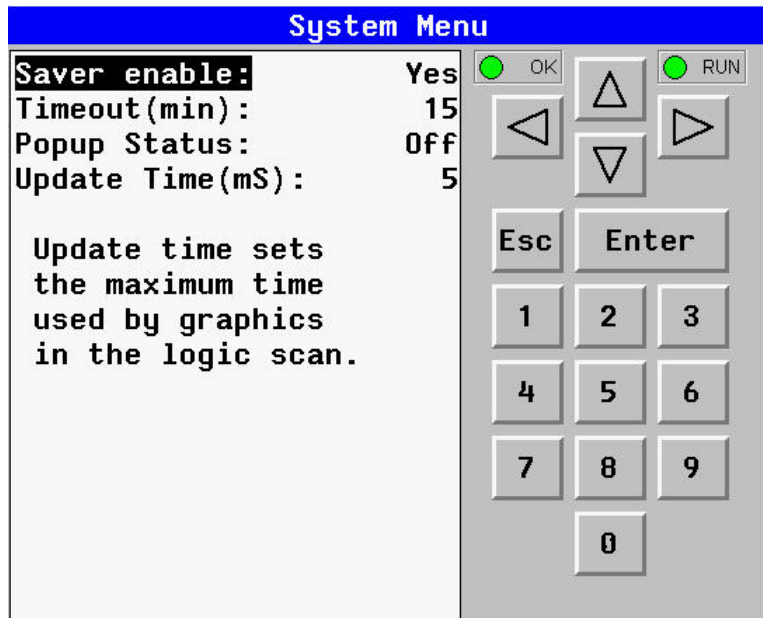 System Menu
Saver enable: Yes
Timeout(min): 15
Popup Status: Off
Update Time(mS): 5
Update time sets
the maximum time
used by graphics
in the logic scan.
OK
RUN
Esc
Enter
1 2 3
4 5 6
7 8 9
0